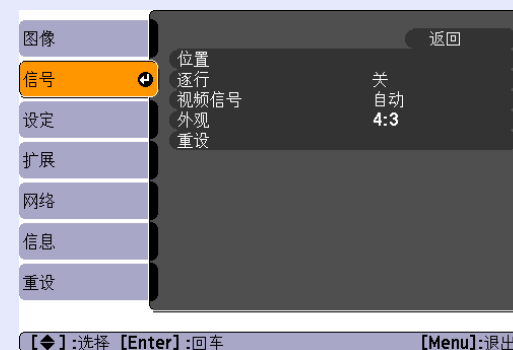 图像
信号
设定
扩展
网络
信息
重设
返回
位置
逐行 关
视频信号 自动
外观 4:3
重设
[◆]:选择 [Enter]:回车 [Menu]:退出